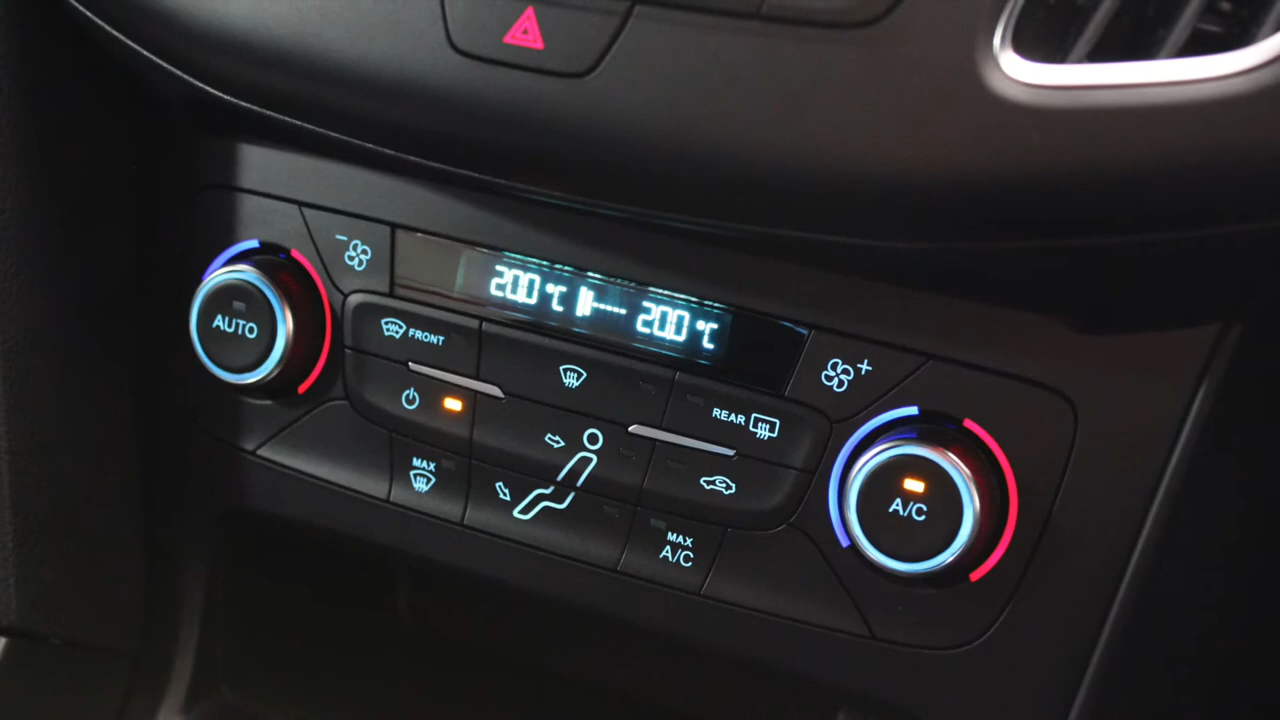 20.0 °C 20.0 °C
AUTO
FRONT
REAR
MAX
A/C
MAX
A/C